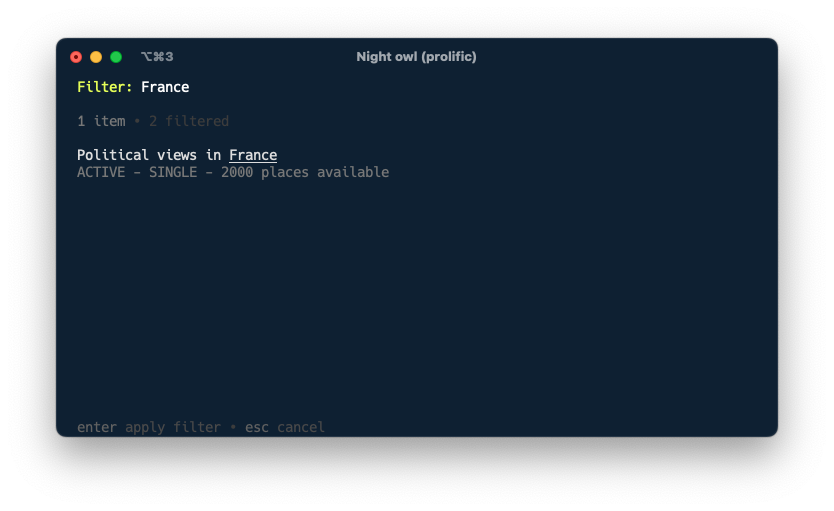 ⌥⌘3 Night owl (prolific)
Filter: France
1 item • 2 filtered
Political views in France
ACTIVE - SINGLE - 2000 places available
enter apply filter • esc cancel